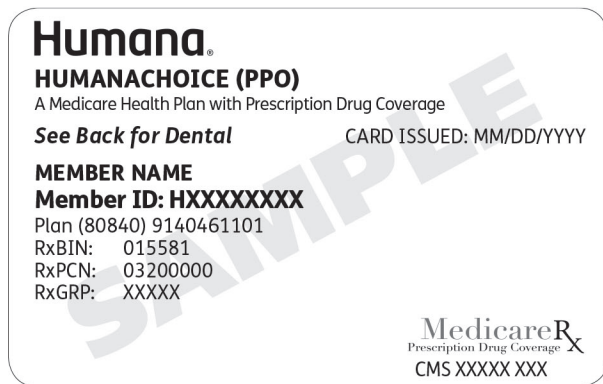 Humana®
HUMANACHOICE (PPO)
A Medicare Health Plan with Prescription Drug Coverage
See Back for Dental CARD ISSUED: MM/DD/YYYY
MEMBER NAME
Member ID: HXXXXXXXX
Plan (80840) 9140461101
RxBIN: 015581
RxPCN: 03200000
RxGRP: XXXXX
SAMPLE
MedicareRx
Prescription Drug Coverage
CMS XXXXX XXX